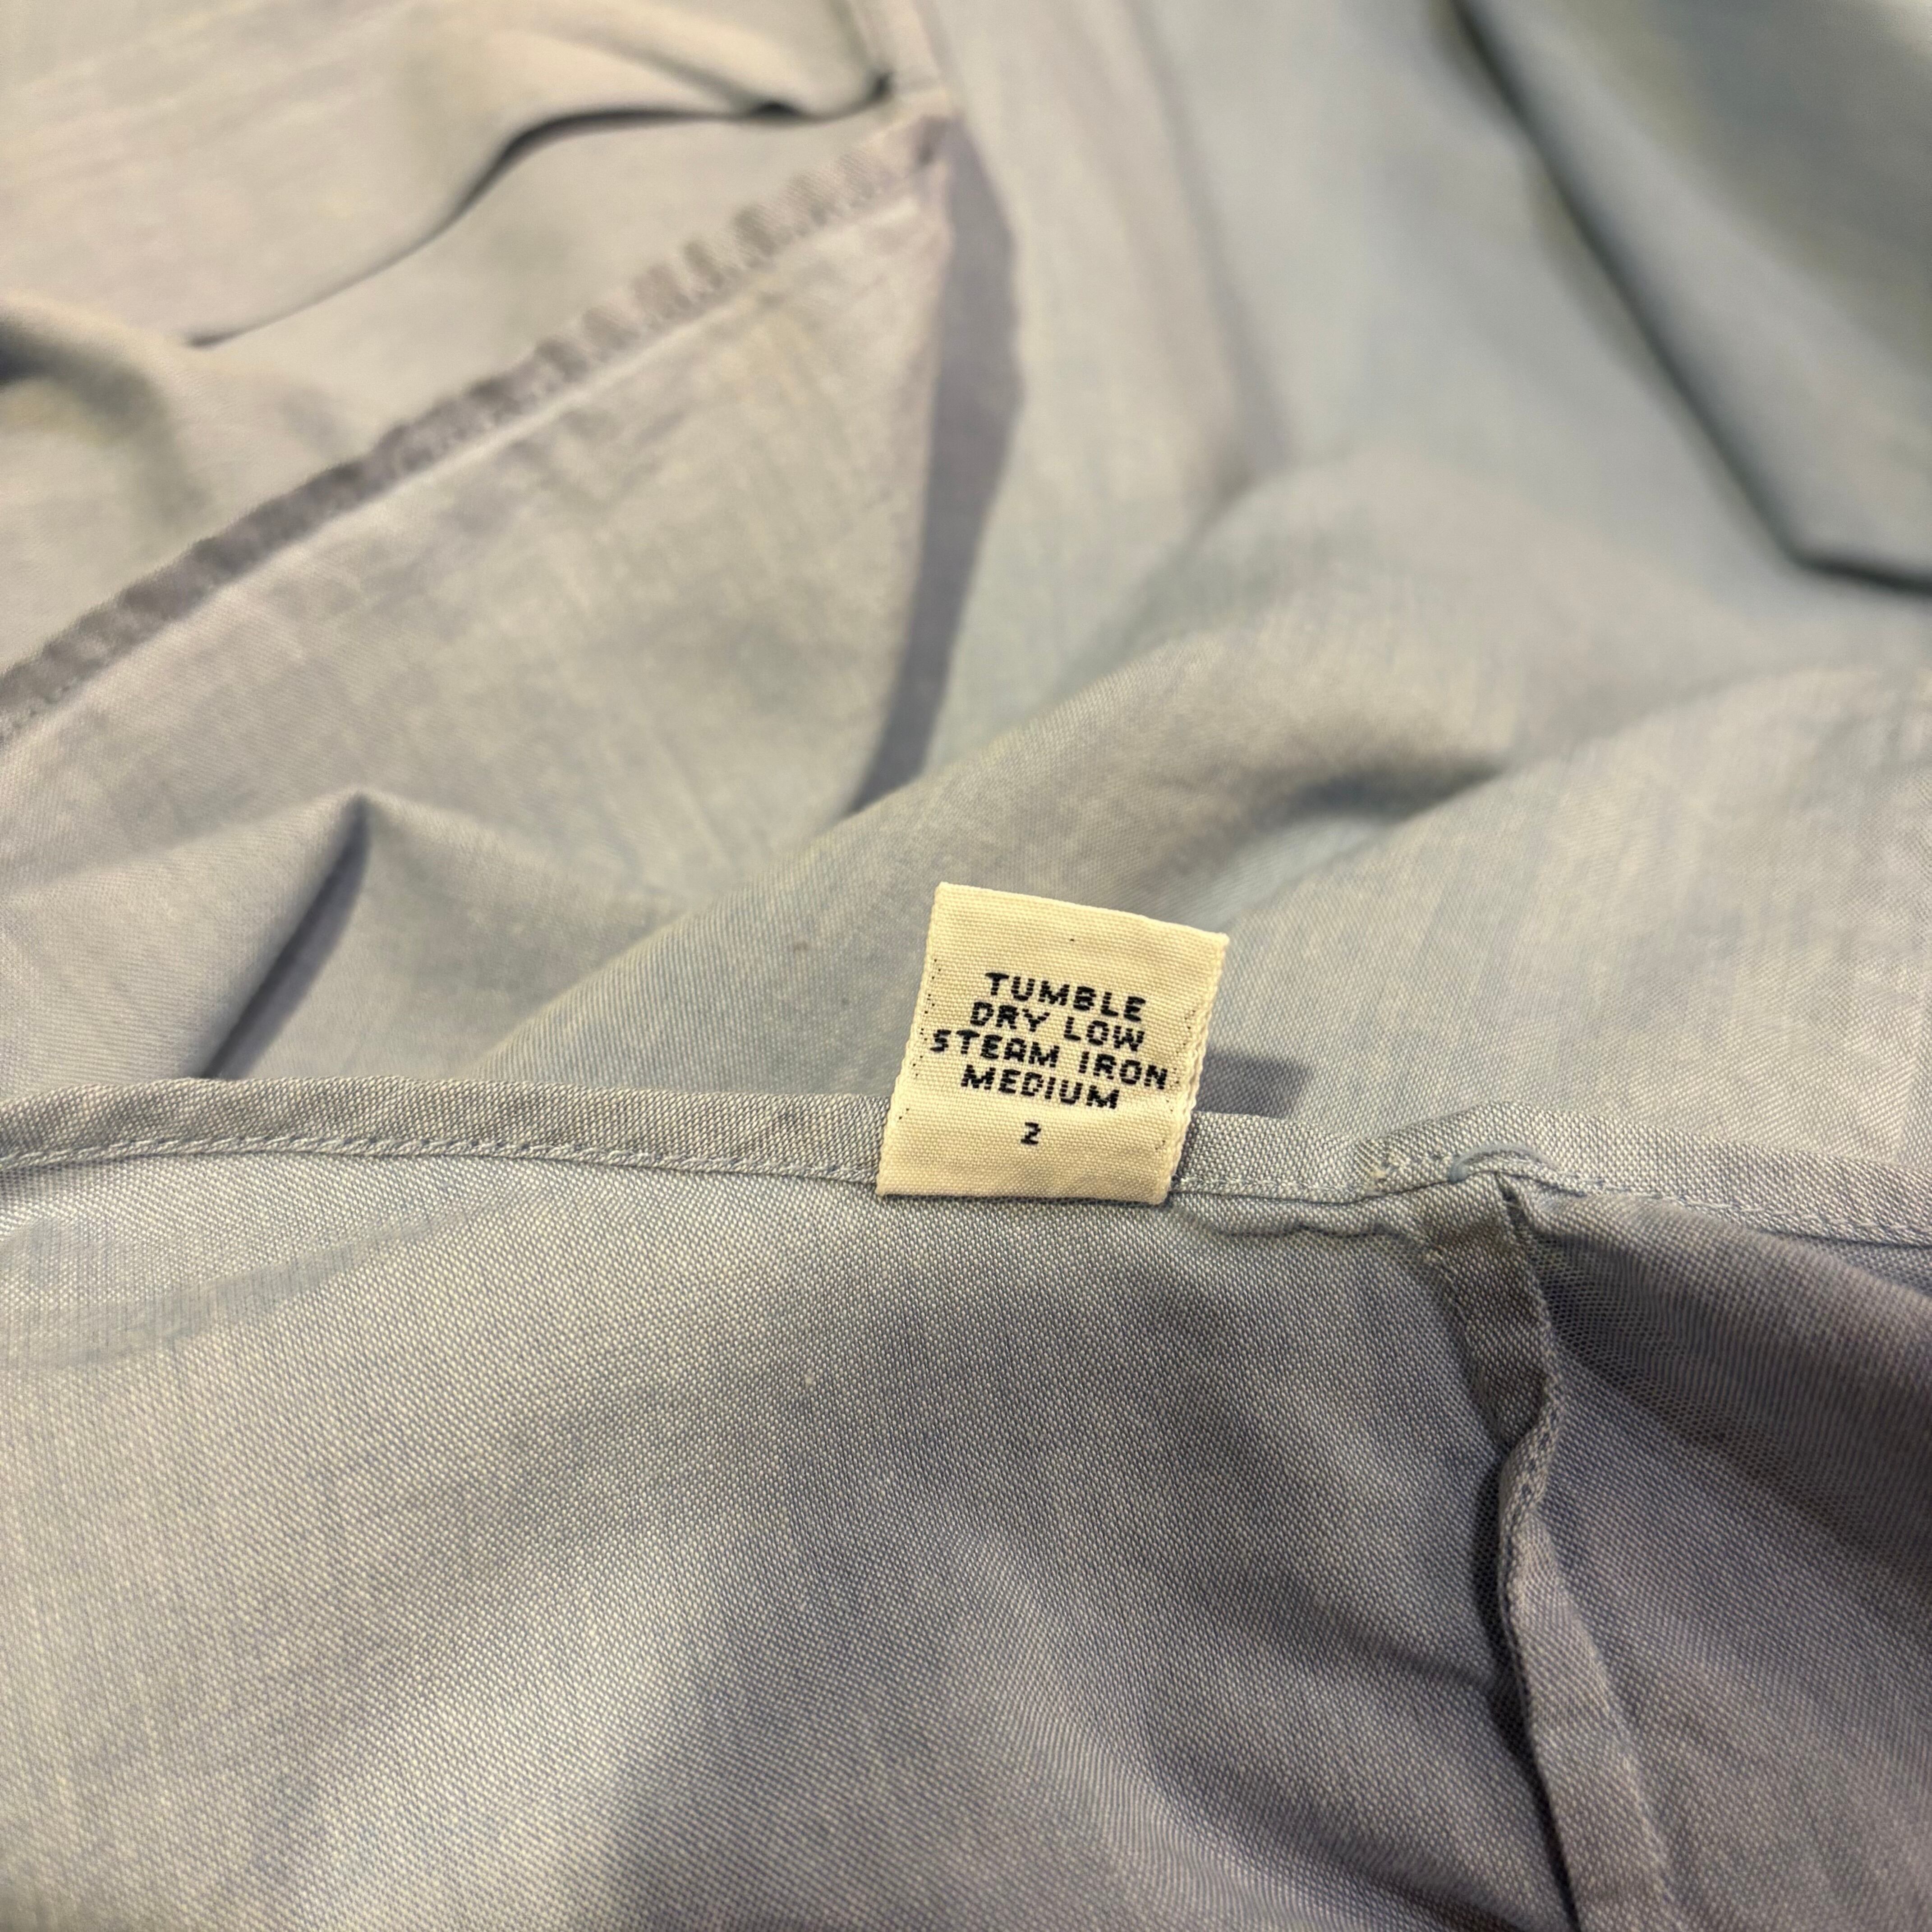 TUMBLE
DRY LOW
STEAM IRON
MEDIUM
2